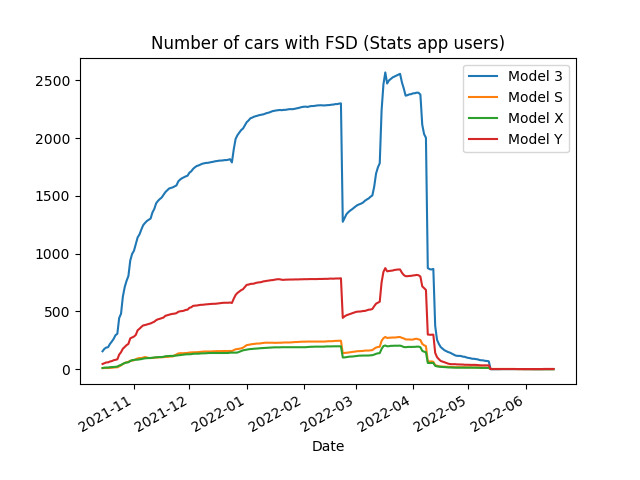 Number of cars with FSD (Stats app users)
Model 3
Model S
Model X
Model Y
2500
2000
1500
1000
500
0
2021-11
2021-12
2022-01
2022-02
2022-03
2022-04
2022-05
2022-06
Date